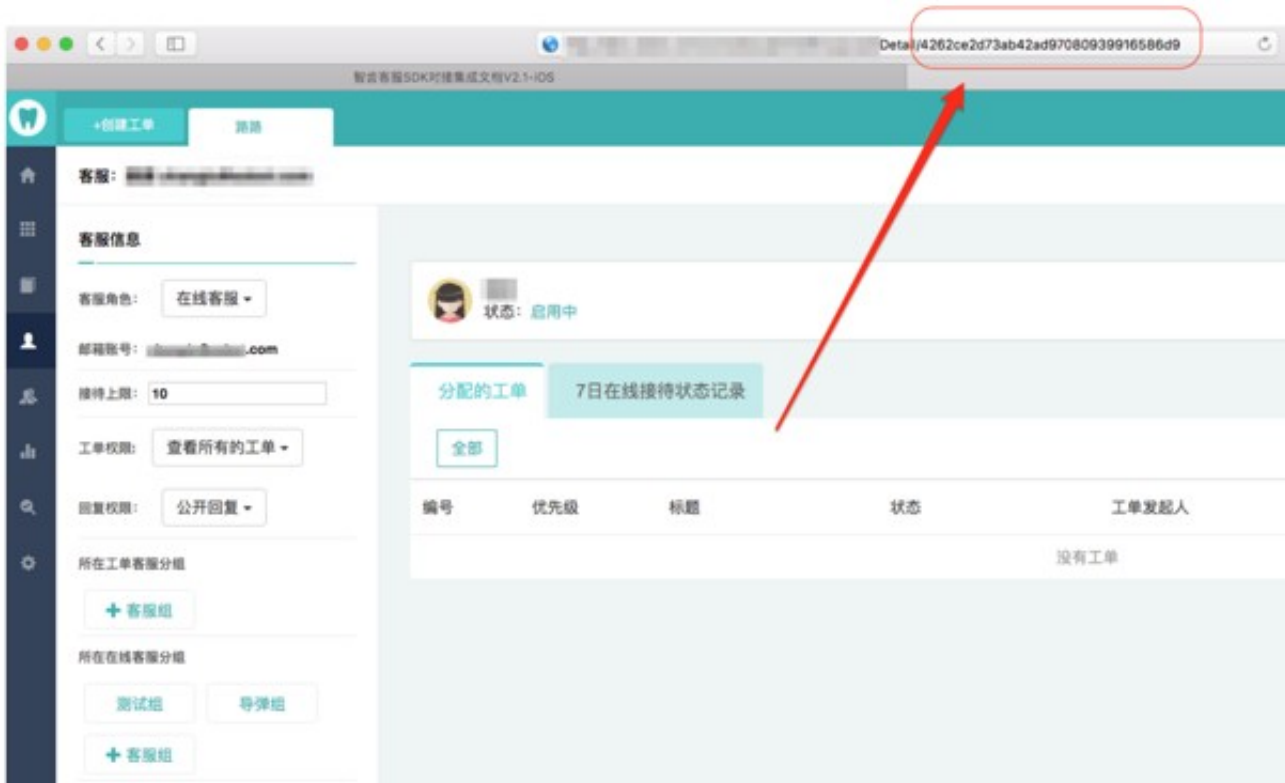 Detail/4262ce2d73ab42ad97080939916586d9
智齿客服SDK对接集成文档V2.1-iOS
+创建工单
路路
客服:
客服信息
客服角色: 在线客服
邮箱账号: .com
接待上限: 10
工单权限: 查看所有的工单
回复权限: 公开回复
所在工单客服分组
+ 客服组
所在在线客服分组
测试组 导弹组
+ 客服组
状态: 启用中
分配的工单 7日在线接待状态记录
全部
编号 优先级 标题 状态 工单发起人
没有工单